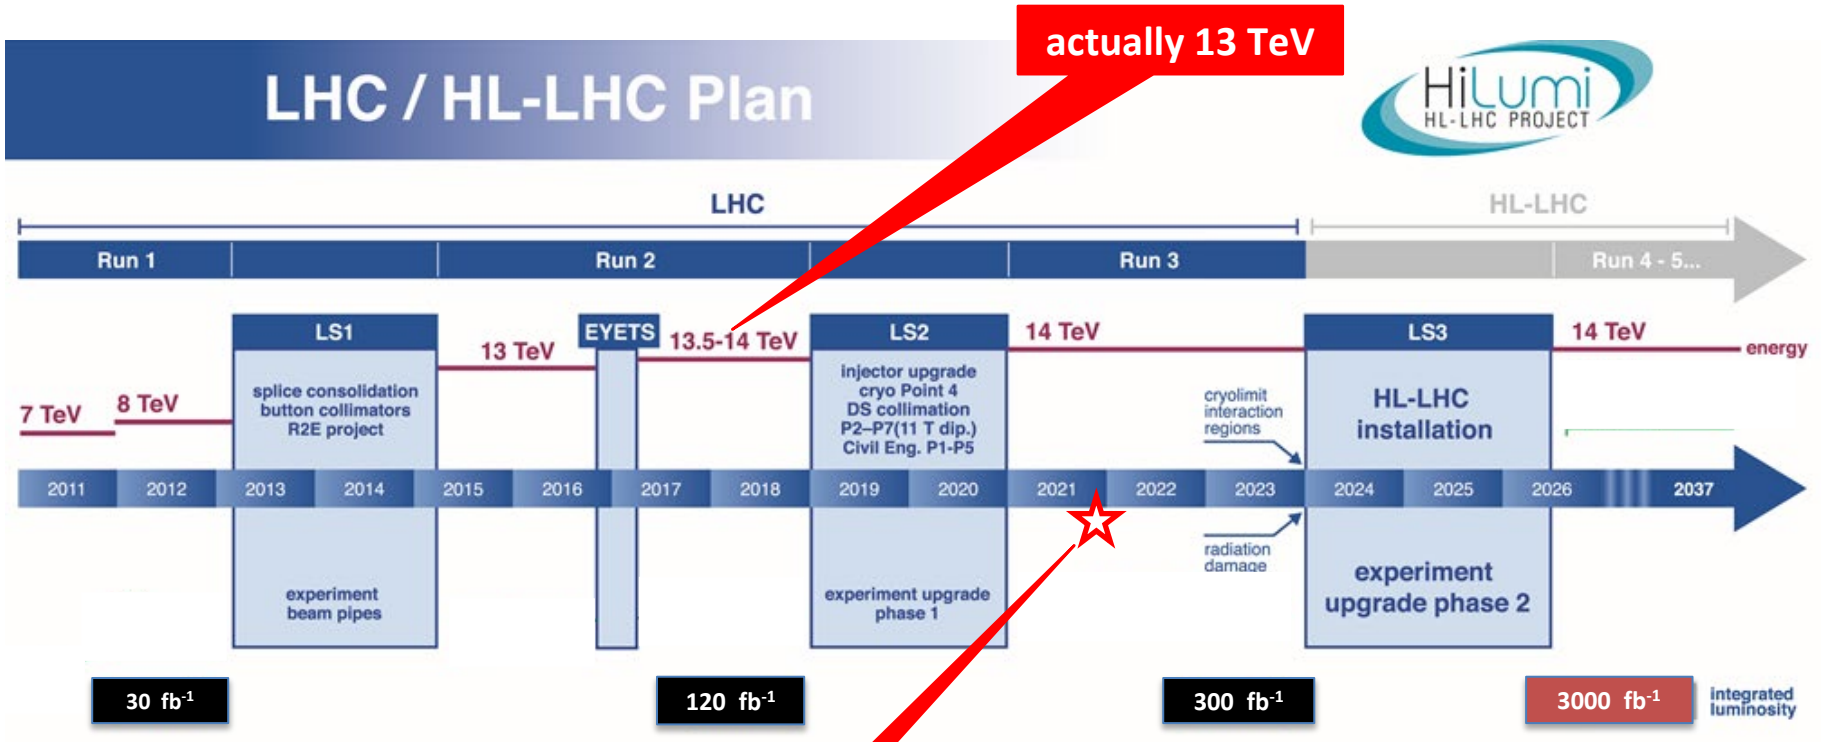 actually 13 TeV
LHC / HL-LHC Plan
HiLumi
HL-LHC PROJECT
LHC
HL-LHC
Run 1
Run 2
Run 3
Run 4 - 5...
LS1
EYETS
13.5-14 TeV
LS2
14 TeV
LS3
14 TeV
energy
13 TeV
7 TeV
8 TeV
splice consolidation
button collimators
R2E project
injector upgrade
cryo Point 4
DS collimation
P2–P7(11 T dip.)
Civil Eng. P1-P5
cryolimit
interaction
regions
HL-LHC
installation
2011
2012
2013
2014
2015
2016
2017
2018
2019
2020
2021
2022
2023
2024
2025
2026
2037
radiation
damage
experiment
beam pipes
experiment upgrade
phase 1
experiment
upgrade phase 2
30 fb-1
120 fb-1
300 fb-1
3000 fb-1
integrated
luminosity